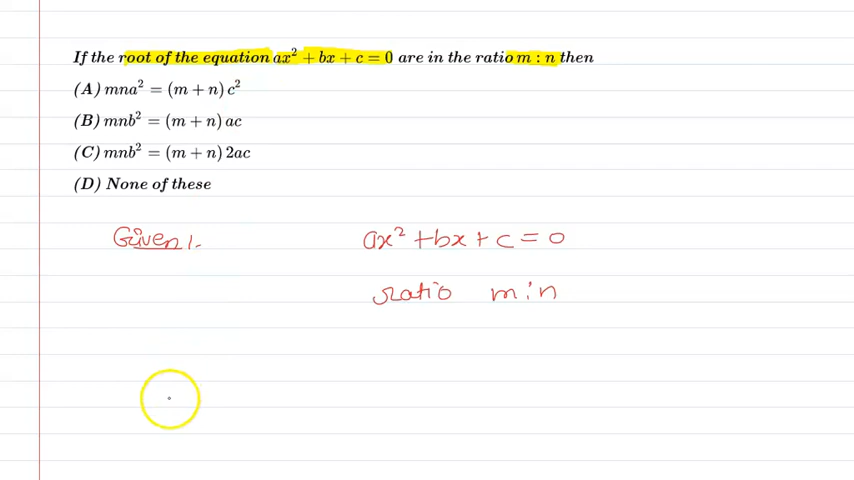 If the root of the equation ax² + bx + c = 0 are in the ratio m : n then
(A) mna² = (m + n) c²
(B) mnb² = (m + n) ac
(C) mnb² = (m + n) 2ac
(D) None of these
Given :- ax² + bx + c = 0
ratio m : n